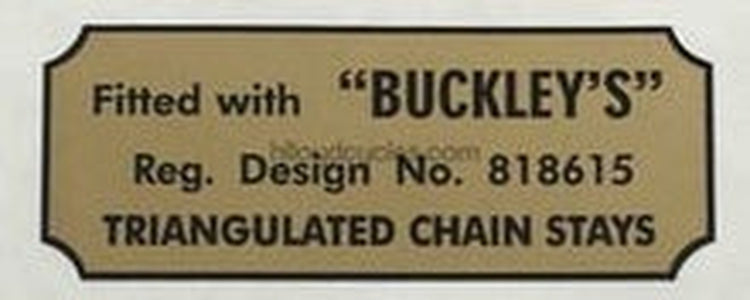 Fitted with “BUCKLEY'S”
Reg. Design No. 818615
TRIANGULATED CHAIN STAYS